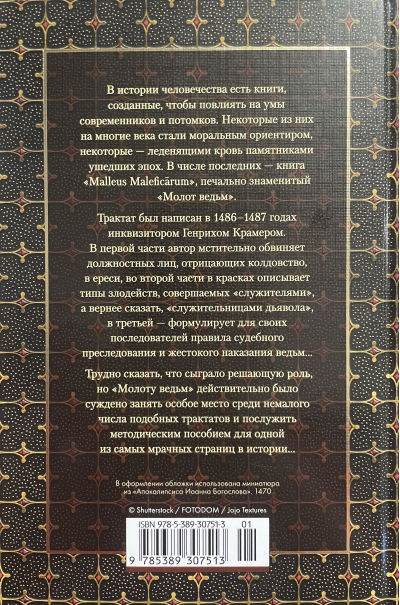 В истории человечества есть книги,
созданные, чтобы повлиять на умы
современников и потомков. Некоторые из них
на многие века стали моральным ориентиром,
некоторые — леденящими кровь памятниками
ушедших эпох. В числе последних — книга
«Malleus Maleficārum», печально знаменитый
«Молот ведьм».
Трактат был написан в 1486–1487 годах
инквизитором Генрихом Крамером.
В первой части автор мстительно обвиняет
должностных лиц, отрицающих колдовство,
в ереси, во второй части в красках описывает
типы злодейств, совершаемых «служителями»,
а вернее сказать, «служительницами дьявола»,
в третьей — формулирует для своих
последователей правила судебного
преследования и жестокого наказания ведьм...
Трудно сказать, что сыграло решающую роль,
но «Молоту ведьм» действительно было
суждено занять особое место среди немалого
числа подобных трактатов и послужить
методическим пособием для одной
из самых мрачных страниц в истории...
В оформлении обложки использована миниатюра
из «Апокалипсиса Иоанна Богослова». 1470
© Shutterstock / FOTODOM / Jojo Textures
ISBN 978-5-389-30751-3 01
9 785389 307513